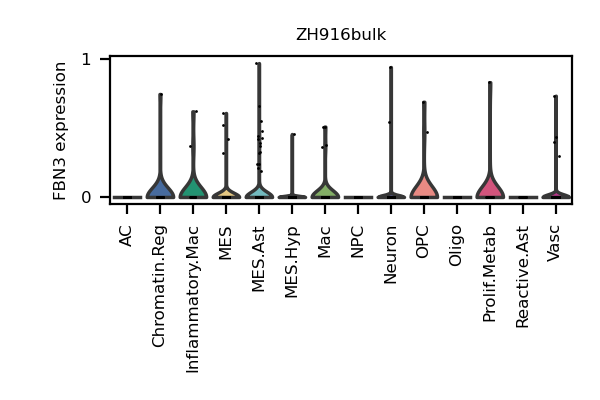 ZH916bulk
FBN3 expression
1
0
AC
Chromatin.Reg
Inflammatory.Mac
MES
MES.Ast
MES.Hyp
Mac
NPC
Neuron
OPC
Oligo
Prolif.Metab
Reactive.Ast
Vasc